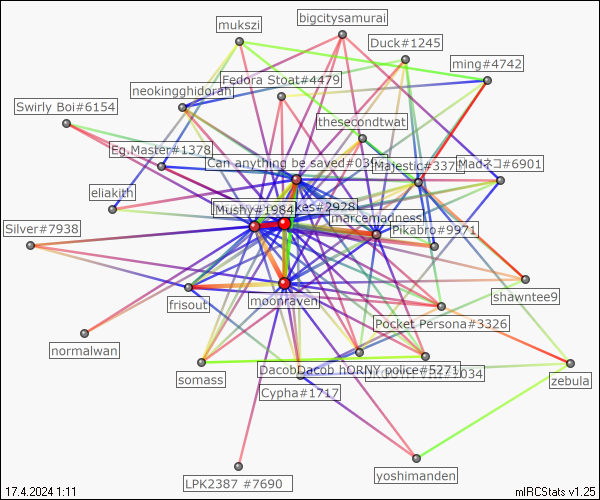 bigcitysamurai
mukszi
Duck#1245
ming#4742
Fedora Stoat#4479
neokingghidorah
Swirly Boi#6154
thesecondtwat
Eg.Master#1378
Can anything be saved#039
Majestic#337
Madネコ#6901
eliakith
kes#2928
Mushy#1984
marcemadness
Silver#7938
Pikabro#9971
shawntee9
frisout
moonraven
Pocket Persona#3326
normalwan
somass
DacobDacob hORNY police#5271
034
zebula
Cypha#1717
yoshimanden
LPK2387 #7690
17.4.2024 1:11
mIRCStats v1.25